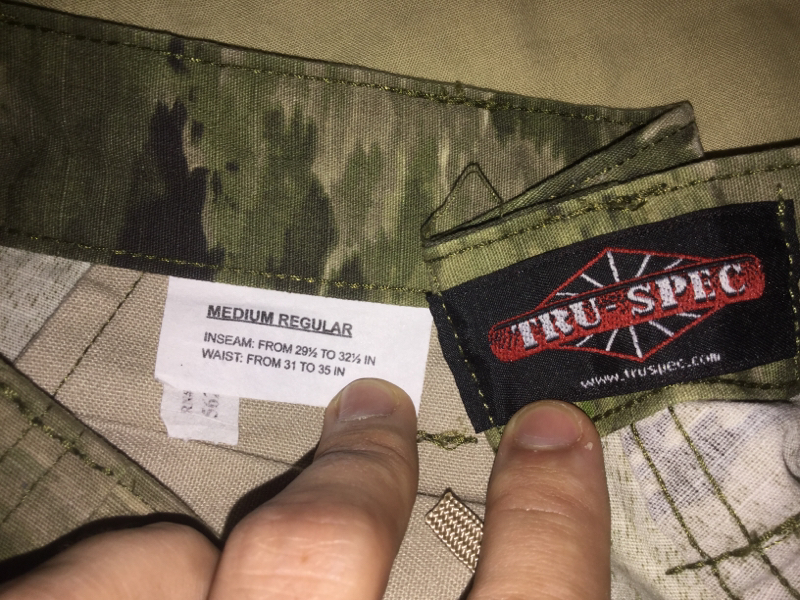 MEDIUM REGULAR
INSEAM: FROM 29½ TO 32½ IN
WAIST: FROM 31 TO 35 IN
TRU-SPEC
www.truspec.com